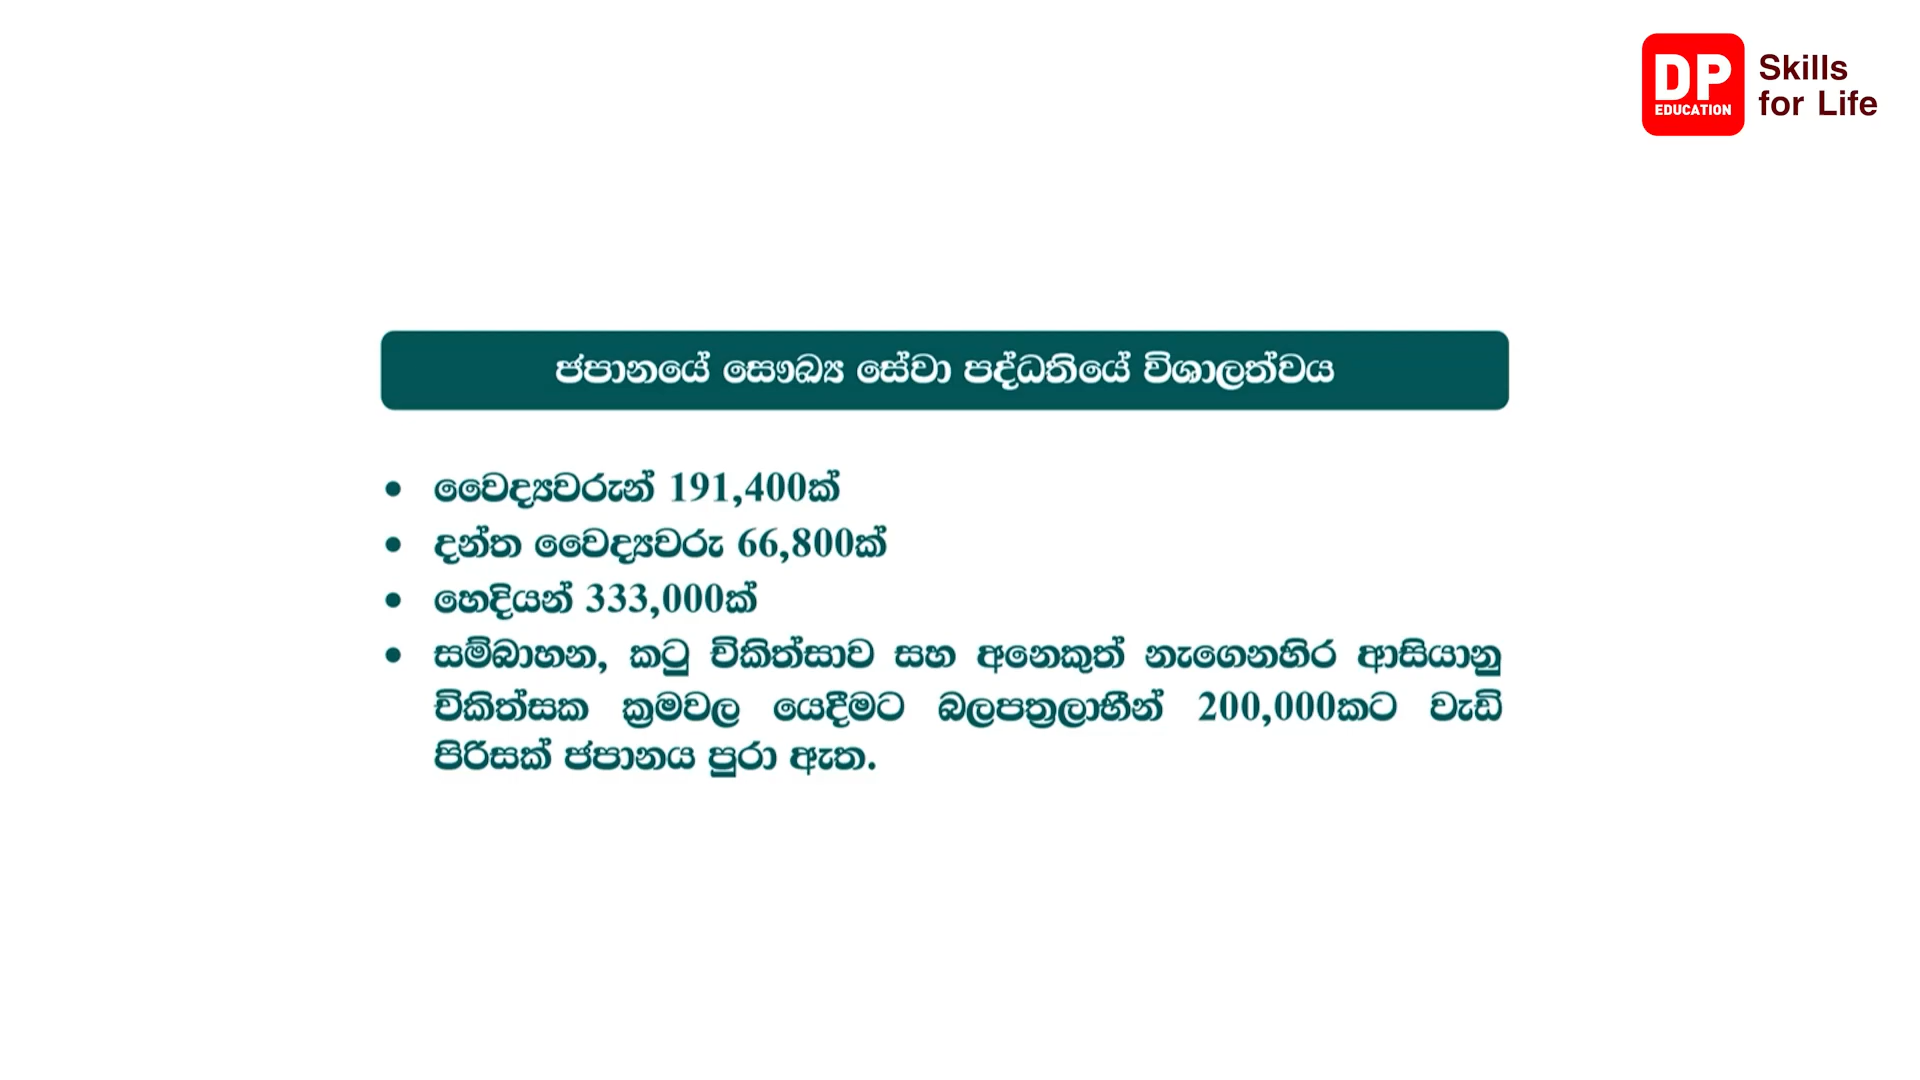 DP
EDUCATION
Skills
for Life
ජපානයේ සෞඛ්‍ය සේවා පද්ධතියේ විශාලත්වය
• වෛද්‍යවරුන් 191,400ක්
• දන්ත වෛද්‍යවරු 66,800ක්
• හෙදියන් 333,000ක්
• සම්බාහන, කටු චිකිත්සාව සහ අනෙකුත් නැගෙනහිර ආසියානු
චිකිත්සක ක්‍රමවල යෙදීමට බලපත්‍රලාභීන් 200,000කට වැඩි
පිරිසක් ජපානය පුරා ඇත.